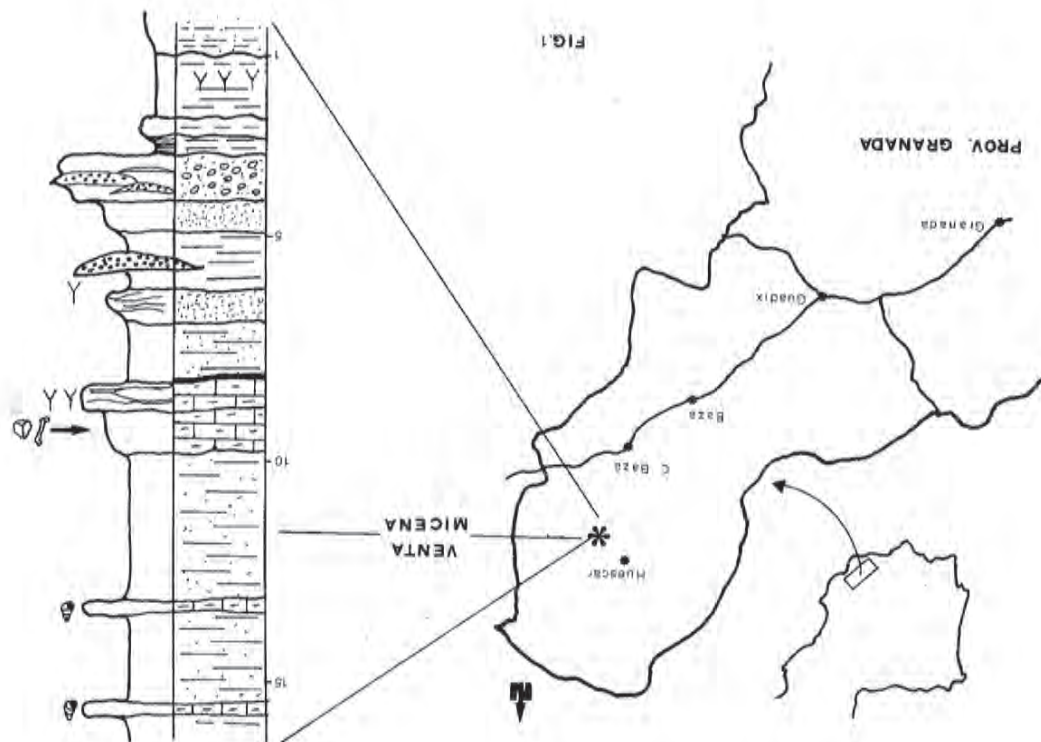 N
15
Huescar
VENTA
MICENA
10
C. Baza
Baza
Guadix
5
Granada
PROV. GRANADA
1
FIG.1